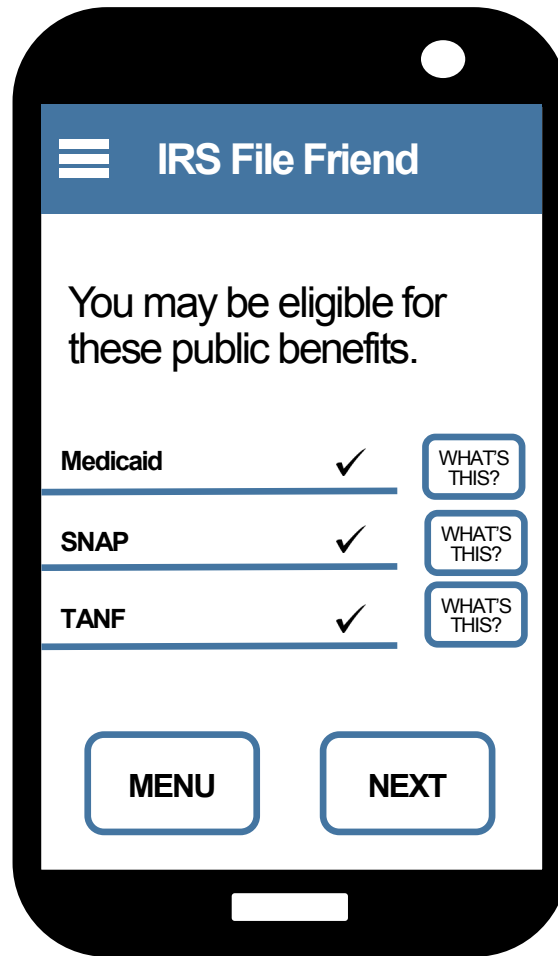 IRS File Friend
You may be eligible for
these public benefits.
Medicaid ✓ WHAT'S
THIS?
SNAP ✓ WHAT'S
THIS?
TANF ✓ WHAT'S
THIS?
MENU NEXT